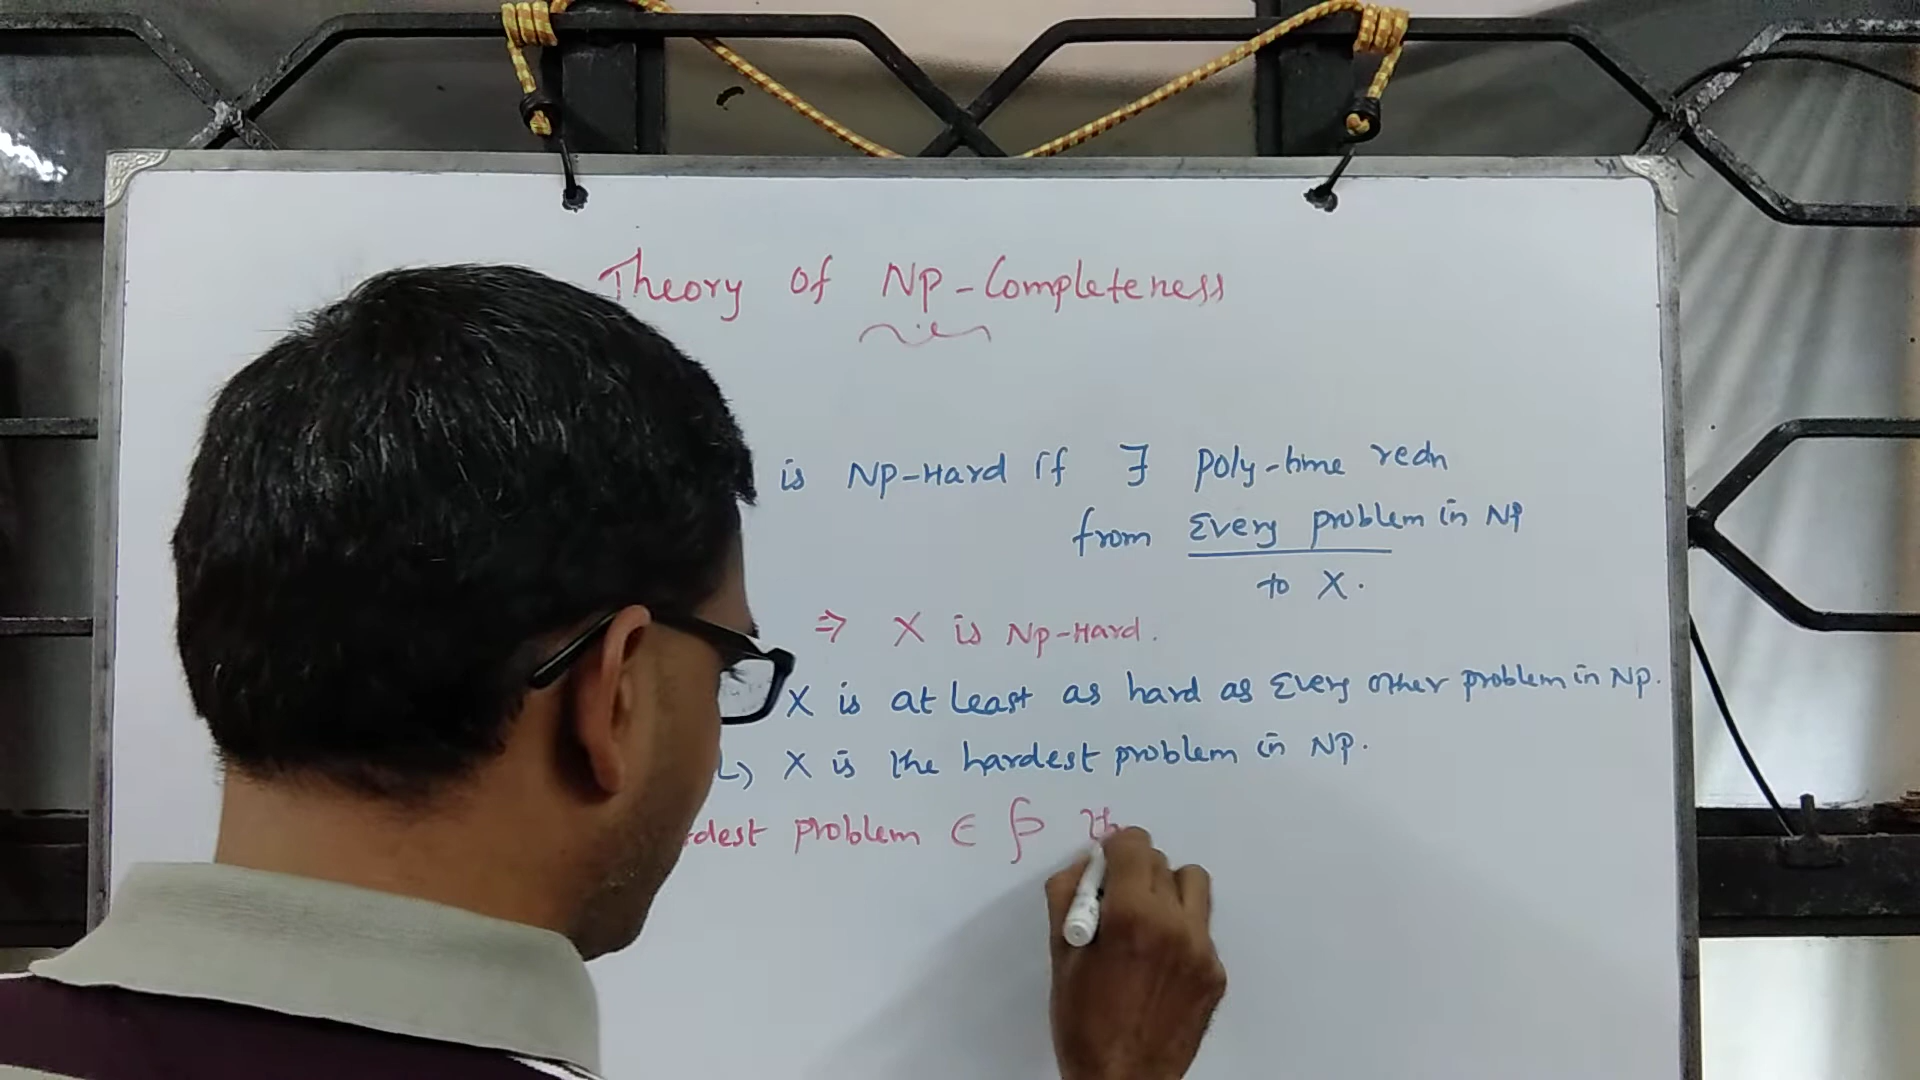 Theory of NP-Completeness
is NP-Hard if ∃ poly-time redn
from Every problem in NP
to X.
⇒ X is NP-Hard.
X is at least as hard as Every other problem in NP.
↳ X is the hardest problem in NP.
dest problem ∈ P th